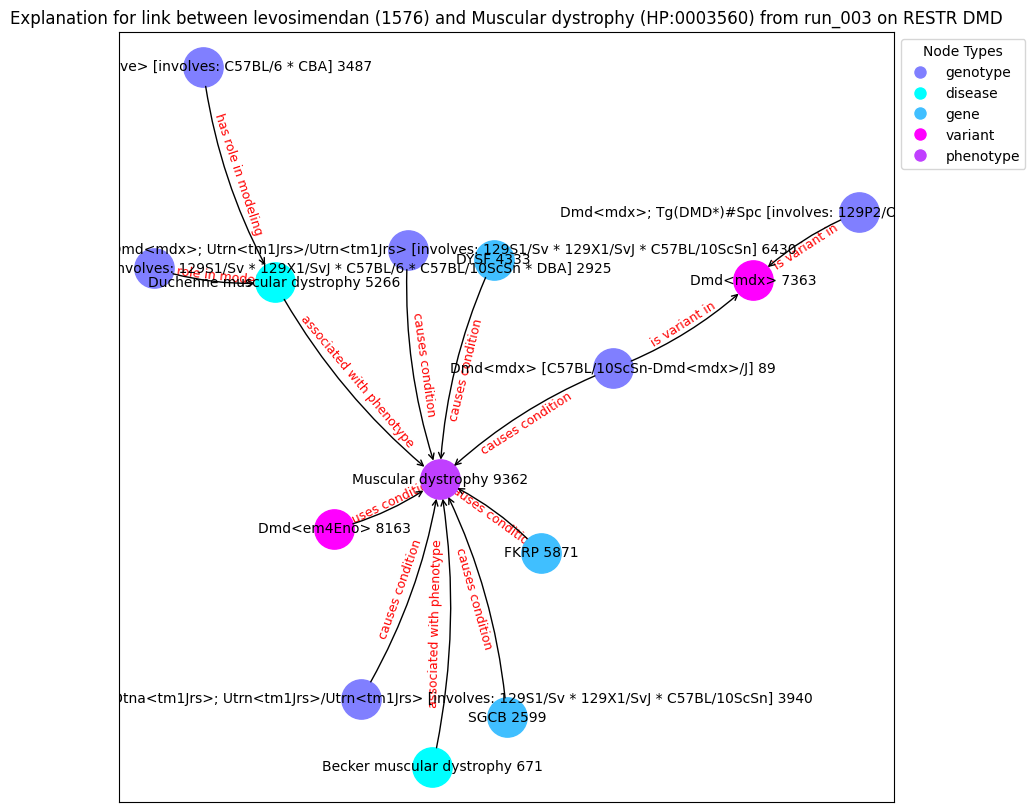 Explanation for link between levosimendan (1576) and Muscular dystrophy (HP:0003560) from run_003 on RESTR DMD
Node Types
genotype
disease
gene
variant
phenotype
ve> [involves: C57BL/6 * CBA] 3487
has role in modeling
Dmd<mdx>; Tg(DMD*)#Spc [involves: 129P2/O
is variant in
Dmd<mdx>; Utrn<tm1Jrs>/Utrn<tm1Jrs> [involves: 129S1/Sv * 129X1/SvJ * C57BL/10ScSn] 6430
DYSF 4333
nvolves: 129S1/Sv * 129X1/SvJ * C57BL/6 * C57BL/10ScSn * DBA] 2925
role in mode
Duchenne muscular dystrophy 5266
Dmd<mdx> 7363
is variant in
associated with phenotype
causes condition
causes condition
Dmd<mdx> [C57BL/10ScSn-Dmd<mdx>/J] 89
causes condition
Muscular dystrophy 9362
causes condition
causes condition
Dmd<em4Eno> 8163
FKRP 5871
causes condition
associated with phenotype
causes condition
Dtna<tm1Jrs>; Utrn<tm1Jrs>/Utrn<tm1Jrs> [involves: 129S1/Sv * 129X1/SvJ * C57BL/10ScSn] 3940
SGCB 2599
Becker muscular dystrophy 671